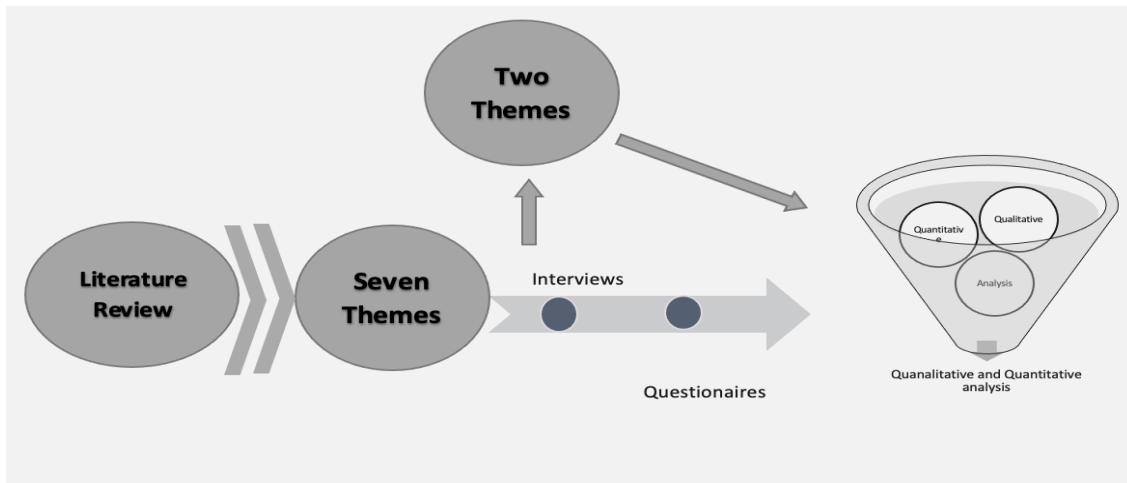 Two
Themes
Literature
Review
Seven
Themes
Interviews
Questionaires
Quantitativ
e
Qualitative
Analysis
Quanalitative and Quantitative
analysis